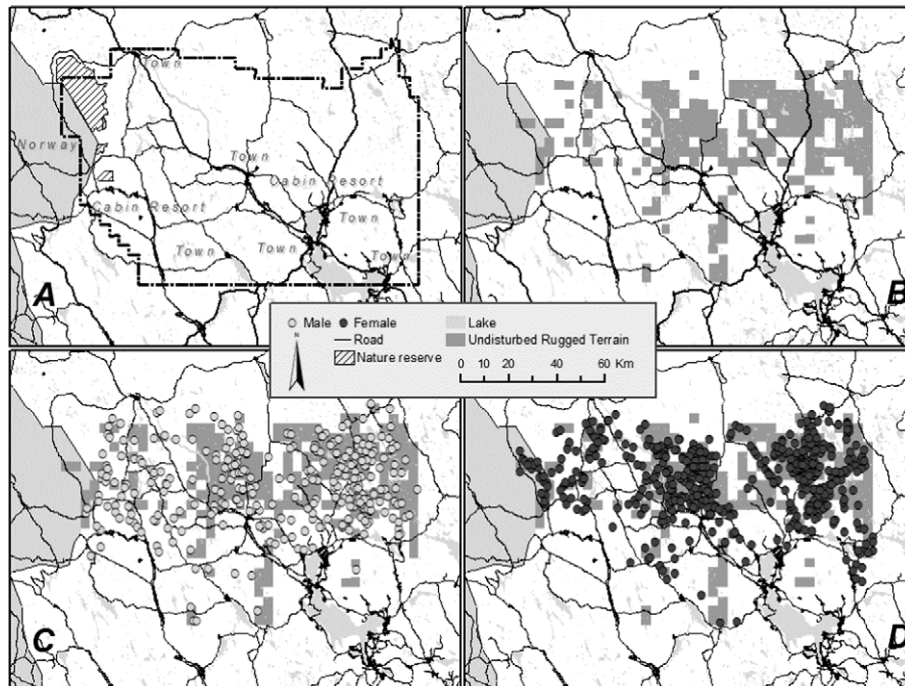 Town
Norway
Town
Cabin Resort
Cabin Resort
Town
Town
Town
Town
A
B
Male Female Lake
Road Undisturbed Rugged Terrain
N
Nature reserve
0 10 20 40 60 Km
C
D